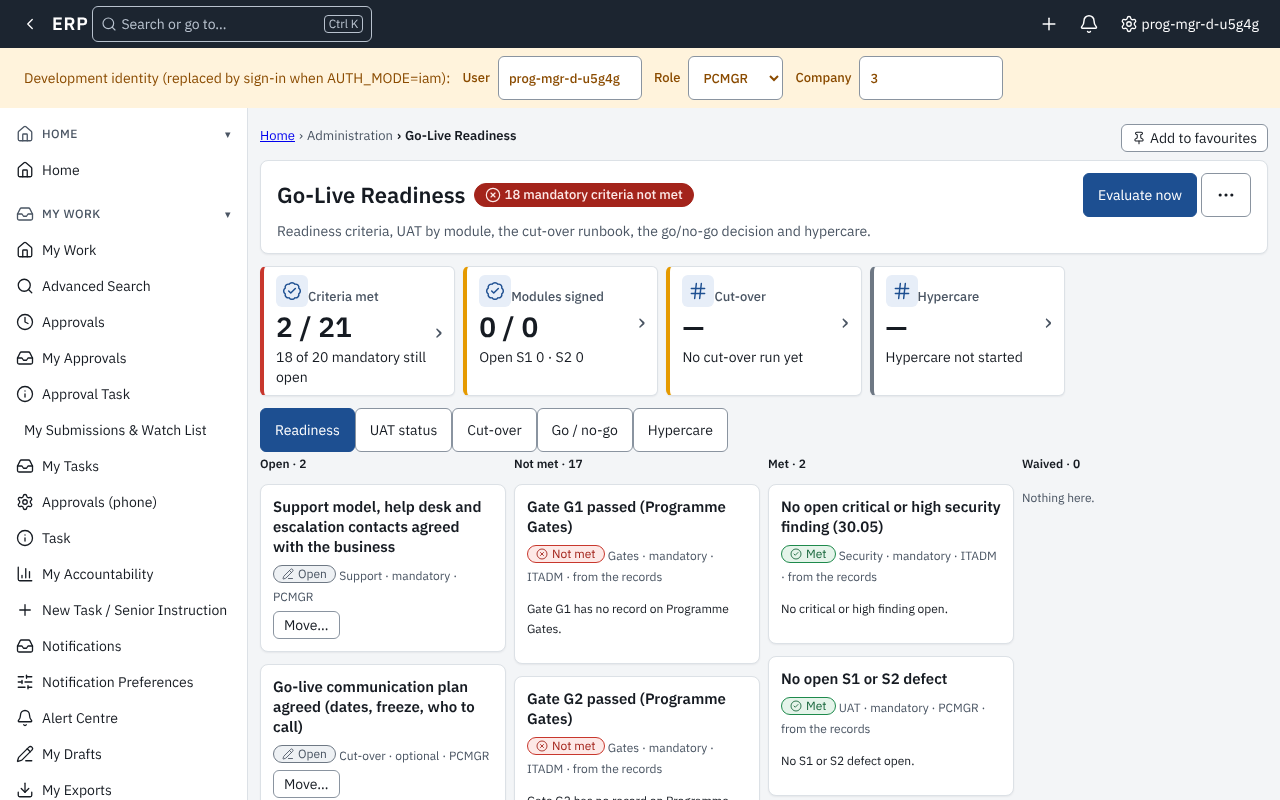 ERP
Search or go to...
Ctrl K
prog-mgr-d-u5g4g
Development identity (replaced by sign-in when AUTH_MODE=iam):
User
prog-mgr-d-u5g4g
Role
PCMGR
Company
3
HOME
Home
MY WORK
My Work
Advanced Search
Approvals
My Approvals
Approval Task
My Submissions & Watch List
My Tasks
Approvals (phone)
Task
My Accountability
New Task / Senior Instruction
Notifications
Notification Preferences
Alert Centre
My Drafts
My Exports
Home › Administration › Go-Live Readiness
Add to favourites
Go-Live Readiness
18 mandatory criteria not met
Evaluate now
Readiness criteria, UAT by module, the cut-over runbook, the go/no-go decision and hypercare.
Criteria met
2 / 21
18 of 20 mandatory still
open
Modules signed
0 / 0
Open S1 0 · S2 0
Cut-over
—
No cut-over run yet
Hypercare
—
Hypercare not started
Readiness
UAT status
Cut-over
Go / no-go
Hypercare
Open · 2
Support model, help desk and
escalation contacts agreed
with the business
Open Support · mandatory ·
PCMGR
Move...
Go-live communication plan
agreed (dates, freeze, who to
call)
Open Cut-over · optional · PCMGR
Move...
Not met · 17
Gate G1 passed (Programme
Gates)
Not met Gates · mandatory ·
ITADM · from the records
Gate G1 has no record on Programme
Gates.
Gate G2 passed (Programme
Gates)
Not met Gates · mandatory ·
ITADM · from the records
Gate G2 has no record on Programme
Met · 2
No open critical or high security
finding (30.05)
Met Security · mandatory · ITADM
· from the records
No critical or high finding open.
No open S1 or S2 defect
Met UAT · mandatory · PCMGR ·
from the records
No S1 or S2 defect open.
Waived · 0
Nothing here.